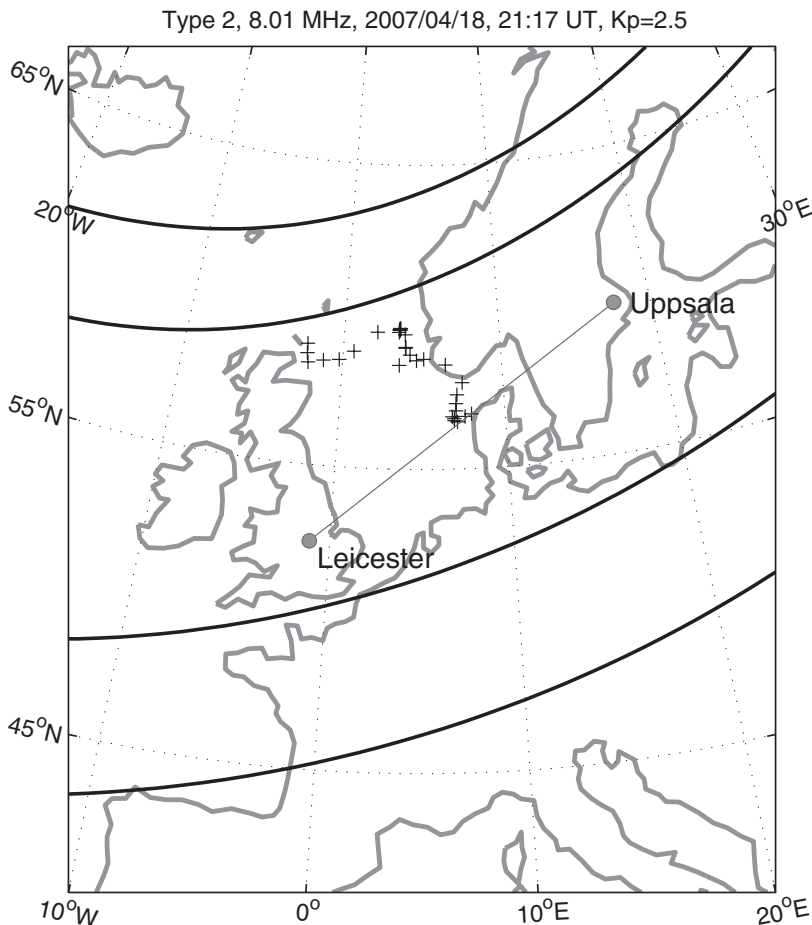 Type 2, 8.01 MHz, 2007/04/18, 21:17 UT, Kp=2.5
65°N
20°W
30°E
Uppsala
55°N
Leicester
45°N
10°W
0°
10°E
20°E